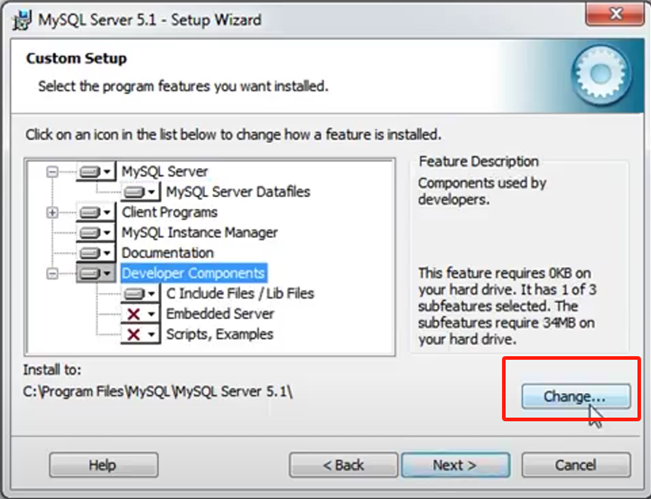 MySQL Server 5.1 - Setup Wizard
Custom Setup
Select the program features you want installed.
Click on an icon in the list below to change how a feature is installed.
MySQL Server
MySQL Server Datafiles
Client Programs
MySQL Instance Manager
Documentation
Developer Components
C Include Files / Lib Files
Embedded Server
Scripts, Examples
Feature Description
Components used by
developers.
This feature requires 0KB on
your hard drive. It has 1 of 3
subfeatures selected. The
subfeatures require 34MB on
your hard drive.
Install to:
C:\Program Files\MySQL\MySQL Server 5.1\
Change...
Help
< Back
Next >
Cancel